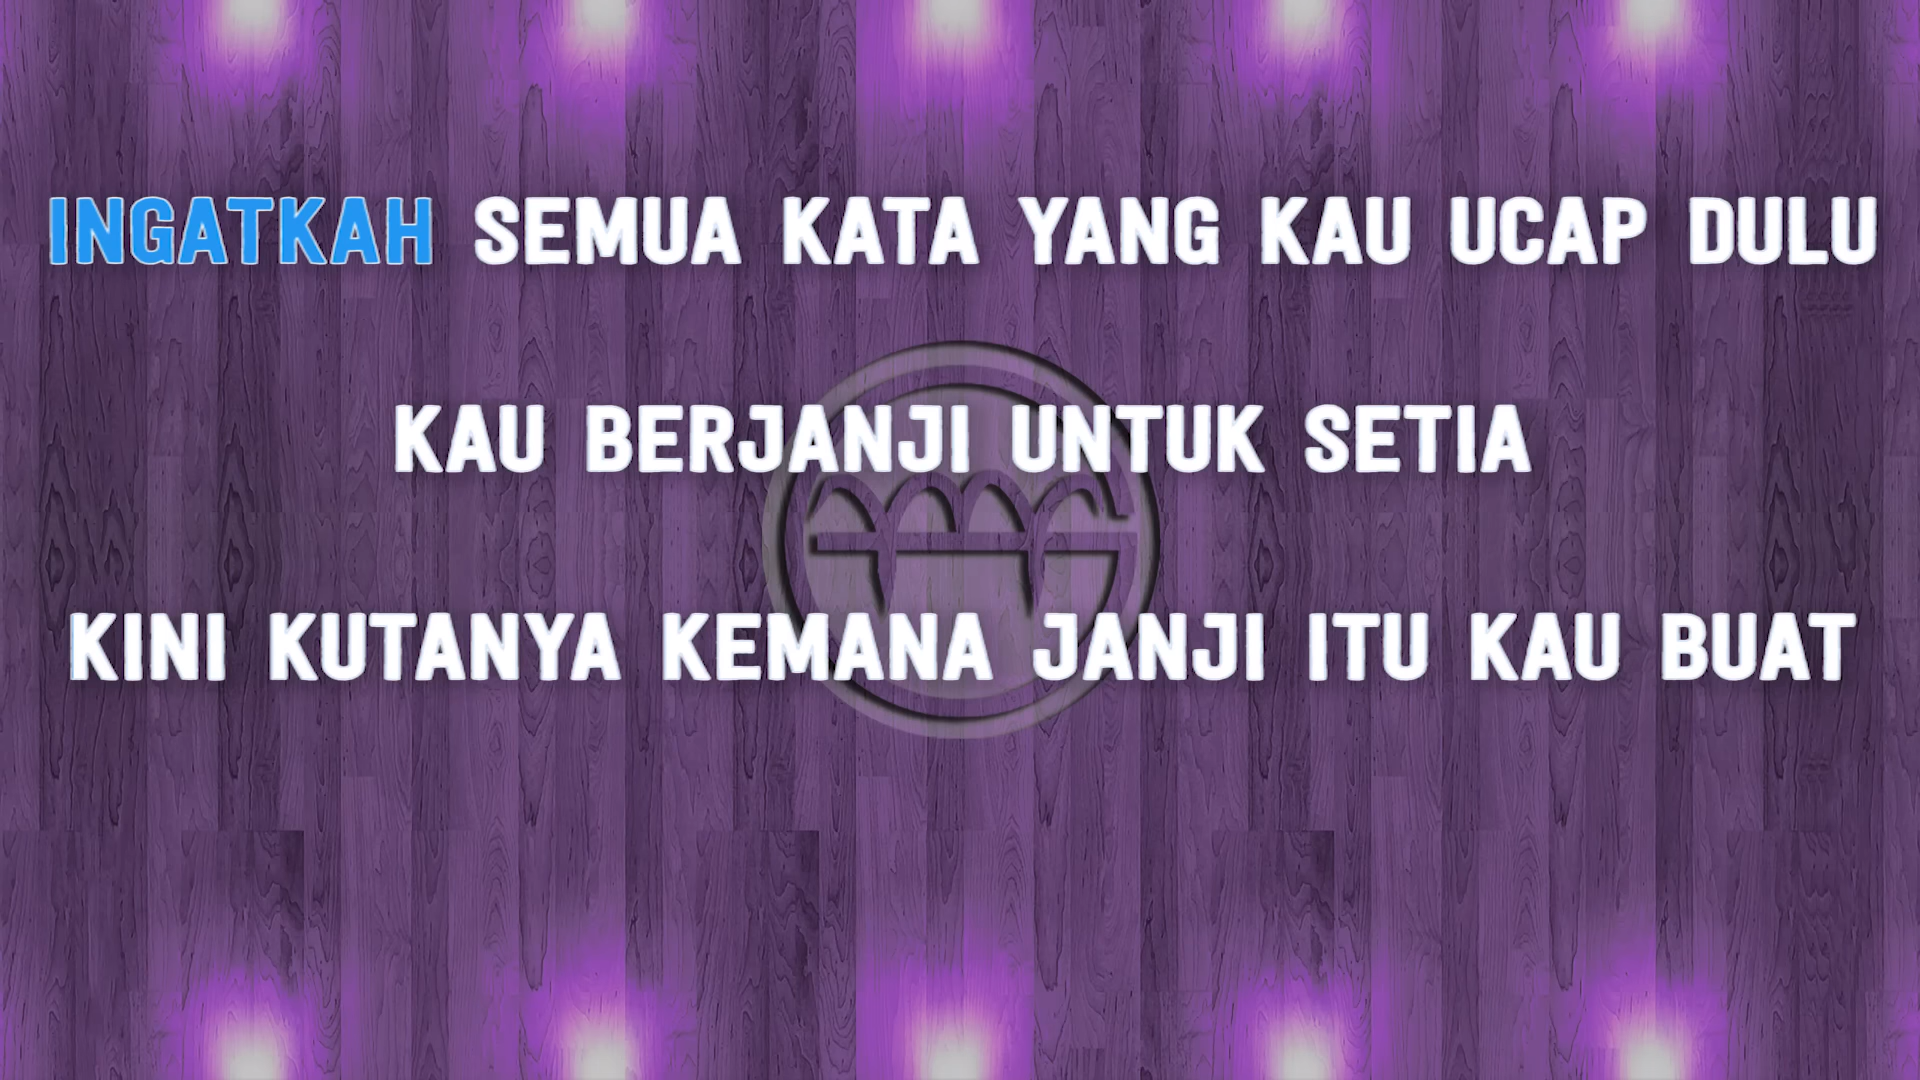 INGATKAH SEMUA KATA YANG KAU UCAP DULU
KAU BERJANJI UNTUK SETIA
KINI KUTANYA KEMANA JANJI ITU KAU BUAT